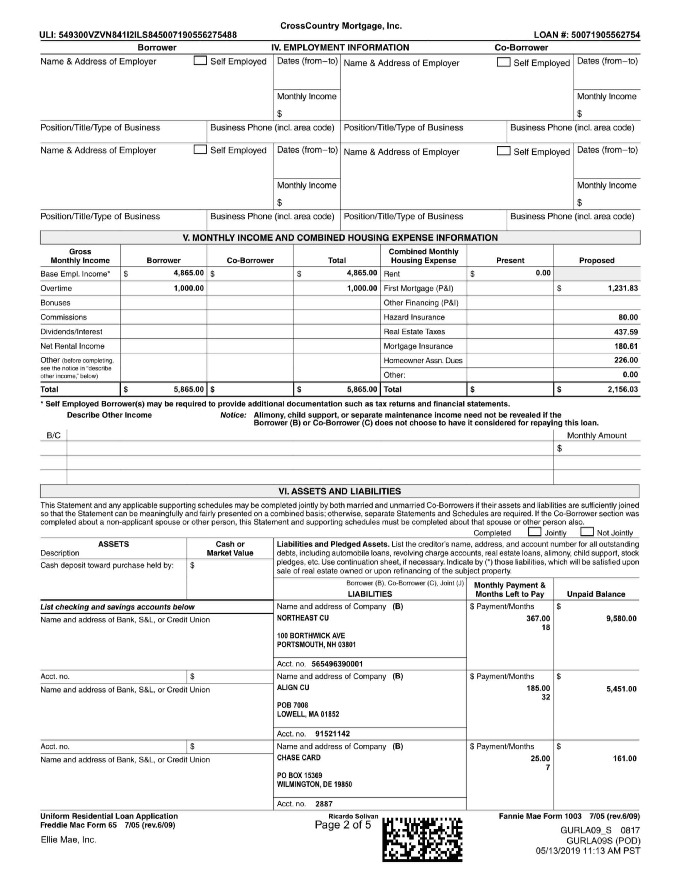 CrossCountry Mortgage, Inc.
ULI: 549300VZVN841I2ILS84500719055627​5488 LOAN #: 50071905562754
Borrower IV. EMPLOYMENT INFORMATION Co-Borrower
Name & Address of Employer Self Employed Dates (from–to) Name & Address of Employer Self Employed Dates (from–to)
Monthly Income Monthly Income
$ $
Position/Title/Type of Business Business Phone (incl. area code) Position/Title/Type of Business Business Phone (incl. area code)
Name & Address of Employer Self Employed Dates (from–to) Name & Address of Employer Self Employed Dates (from–to)
Monthly Income Monthly Income
$ $
Position/Title/Type of Business Business Phone (incl. area code) Position/Title/Type of Business Business Phone (incl. area code)
V. MONTHLY INCOME AND COMBINED HOUSING EXPENSE INFORMATION
Gross Combined Monthly
Monthly Income Borrower Co-Borrower Total Housing Expense Present Proposed
Base Empl. Income* $ 4,865.00 $ $ 4,865.00 Rent $ 0.00
Overtime 1,000.00 1,000.00 First Mortgage (P&I) $ 1,231.83
Bonuses Other Financing (P&I)
Commissions Hazard Insurance 80.00
Dividends/Interest Real Estate Taxes 437.59
Net Rental Income Mortgage Insurance 180.61
Other (before completing, Homeowner Assn. Dues 226.00
see the notice in "describe
other income," below) Other: 0.00
Total $ 5,865.00 $ $ 5,865.00 Total $ $ 2,156.03
* Self Employed Borrower(s) may be required to provide additional documentation such as tax returns and financial statements.
Describe Other Income Notice: Alimony, child support, or separate maintenance income need not be revealed if the
Borrower (B) or Co-Borrower (C) does not choose to have it considered for repaying this loan.
B/C Monthly Amount
$
VI. ASSETS AND LIABILITIES
This Statement and any applicable supporting schedules may be completed jointly by both married and unmarried Co-Borrowers if their assets and liabilities are sufficiently joined
so that the Statement can be meaningfully and fairly presented on a combined basis; otherwise, separate Statements and Schedules are required. If the Co-Borrower section was
completed about a non-applicant spouse or other person, this Statement and supporting schedules must be completed about that spouse or other person also.
Completed Jointly Not Jointly
ASSETS Cash or Liabilities and Pledged Assets. List the creditor's name, address, and account number for all outstanding
Description Market Value debts, including automobile loans, revolving charge accounts, real estate loans, alimony, child support, stock
Cash deposit toward purchase held by: $ pledges, etc. Use continuation sheet, if necessary. Indicate by (*) those liabilities, which will be satisfied upon
sale of real estate owned or upon refinancing of the subject property.
Borrower (B), Co-Borrower (C), Joint (J) Monthly Payment &
LIABILITIES Months Left to Pay Unpaid Balance
List checking and savings accounts below Name and address of Company (B) $ Payment/Months $
Name and address of Bank, S&L, or Credit Union NORTHEAST CU 367.00 9,580.00
18
100 BORTHWICK AVE
PORTSMOUTH, NH 03801
Acct. no. 565496390001
Acct. no. $ Name and address of Company (B) $ Payment/Months $
Name and address of Bank, S&L, or Credit Union ALIGN CU 185.00 5,451.00
32
POB 7008
LOWELL, MA 01852
Acct. no. 91521142
Acct. no. $ Name and address of Company (B) $ Payment/Months $
Name and address of Bank, S&L, or Credit Union CHASE CARD 25.00 161.00
7
PO BOX 15369
WILMINGTON, DE 19850
Acct. no. 2887
Uniform Residential Loan Application Ricardo Solivan Fannie Mae Form 1003 7/05 (rev.6/09)
Freddie Mac Form 65 7/05 (rev.6/09) Page 2 of 5
GURLA09_S 0817
Ellie Mae, Inc. GURLA09S (POD)
05/13/2019 11:13 AM PST